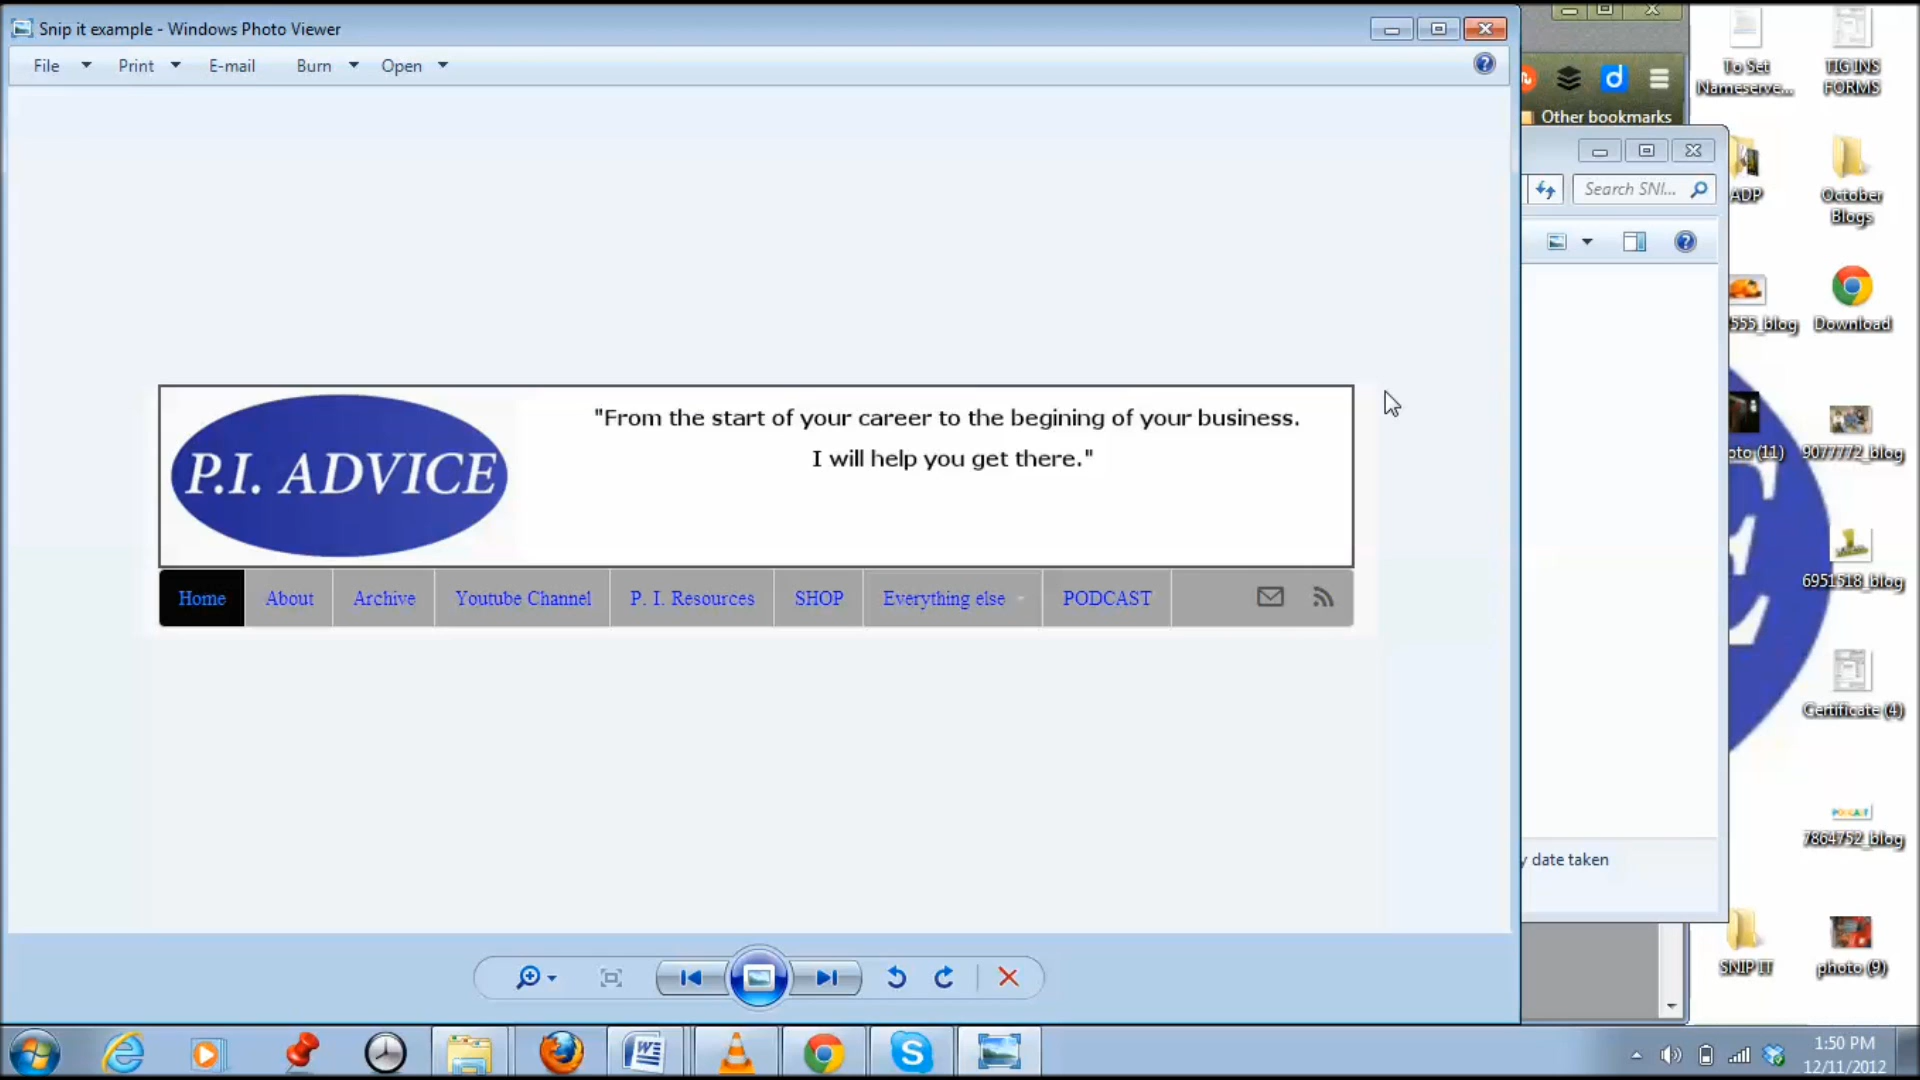 Snip it example - Windows Photo Viewer
File Print E-mail Burn Open
Other bookmarks
Search SNI...
"From the start of your career to the begining of your business.
I will help you get there."
P.I. ADVICE
Home About Archive Youtube Channel P. I. Resources SHOP Everything else PODCAST
y date taken
To Set
Nameserve...
TIG INS
FORMS
ADP
October
Blogs
555_blog
Download
oto (11)
9077772_blog
6951518_blog
Certificate (4)
PODCAST
7864752_blog
SNIP IT
photo (9)
1:50 PM
12/11/2012